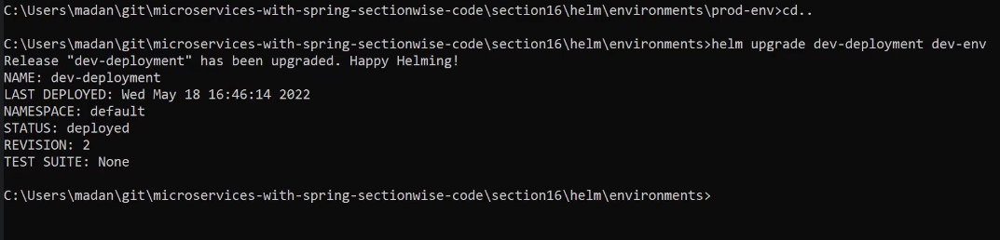 C:\Users\madan\git\microservices-with-spring-sectionwise-code\section16\helm\environments\prod-env>cd..
C:\Users\madan\git\microservices-with-spring-sectionwise-code\section16\helm\environments>helm upgrade dev-deployment dev-env
Release "dev-deployment" has been upgraded. Happy Helming!
NAME: dev-deployment
LAST DEPLOYED: Wed May 18 16:46:14 2022
NAMESPACE: default
STATUS: deployed
REVISION: 2
TEST SUITE: None
C:\Users\madan\git\microservices-with-spring-sectionwise-code\section16\helm\environments>